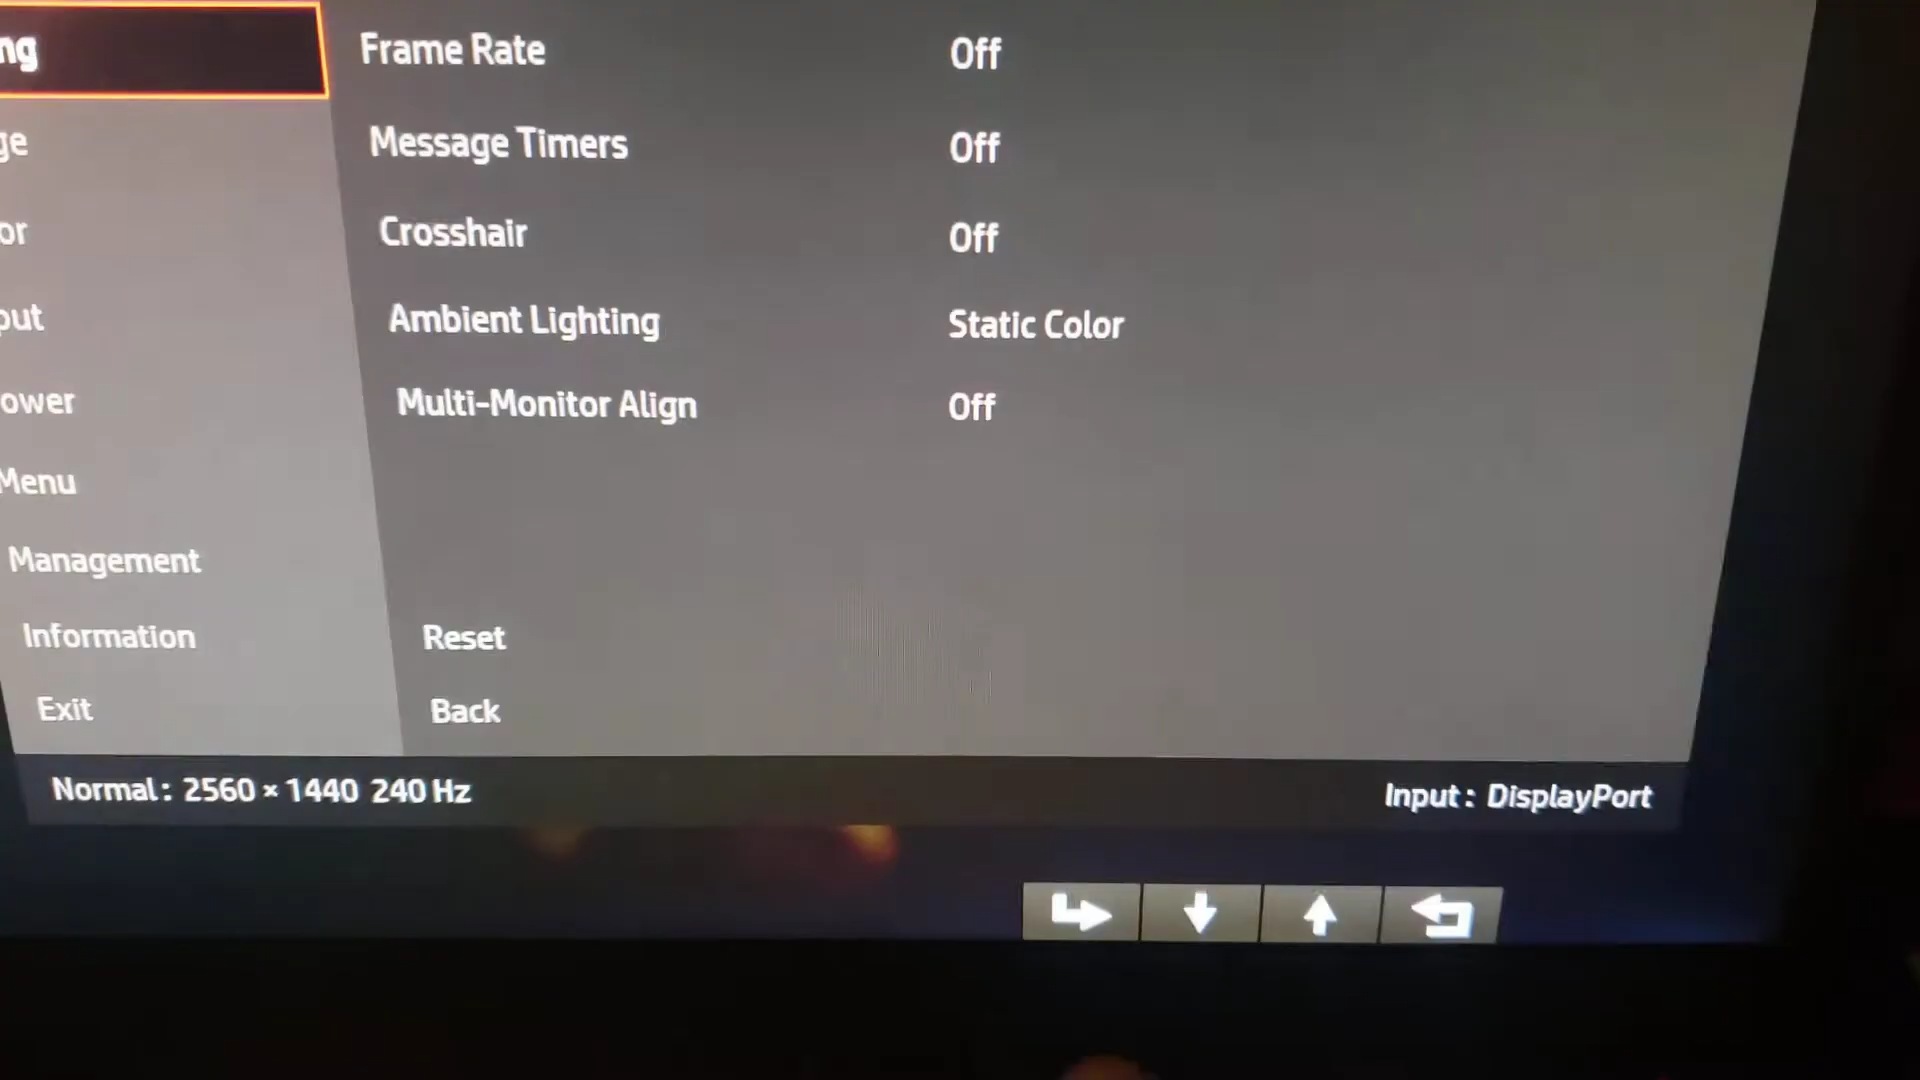 ng
Frame Rate Off
ge
Message Timers Off
or
Crosshair Off
put
Ambient Lighting Static Color
ower
Multi-Monitor Align Off
Menu
Management
Information
Reset
Exit
Back
Normal: 2560 × 1440 240 Hz
Input: DisplayPort